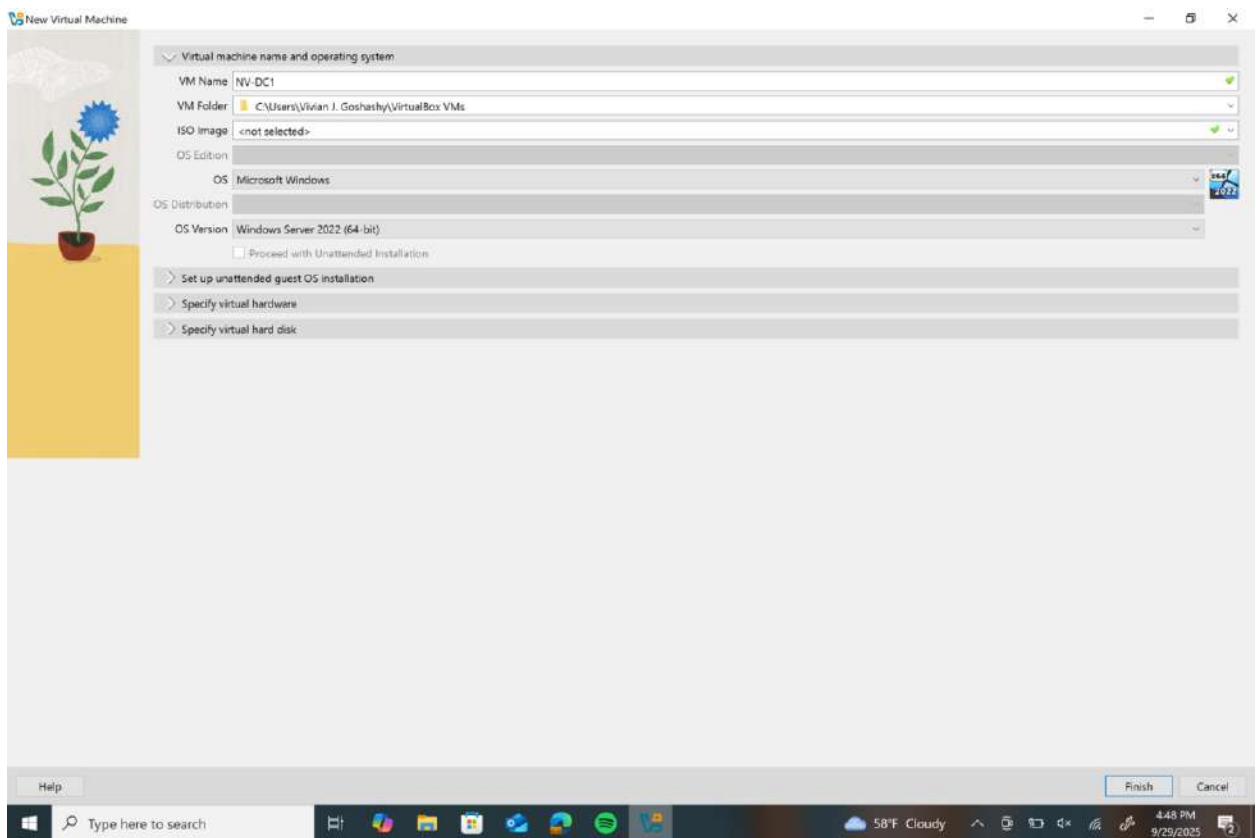 New Virtual Machine
Virtual machine name and operating system
VM Name NV-DC1
VM Folder C:\Users\Vivian J. Goshashy\VirtualBox VMs
ISO Image <not selected>
OS Edition
OS Microsoft Windows
OS Distribution
OS Version Windows Server 2022 (64-bit)
Proceed with Unattended Installation
Set up unattended guest OS installation
Specify virtual hardware
Specify virtual hard disk
Help Finish Cancel
Type here to search 58°F Cloudy 4:48 PM
9/29/2025 2